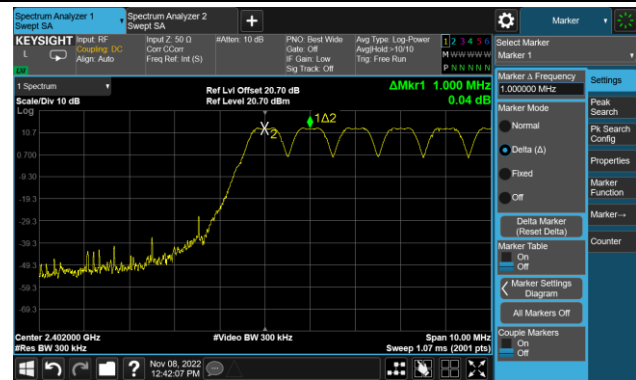 Spectrum Analyzer 1
Swept SA
Spectrum Analyzer 2
Swept SA
+
Marker
KEYSIGHT
L
Input: RF
Coupling: DC
Align: Auto
Input Z: 50 Ω
Corr CCorr
Freq Ref: Int (S)
#Atten: 10 dB
PNO: Best Wide
Gate: Off
IF Gain: Low
Sig Track: Off
Avg Type: Log-Power
Avg|Hold:>10/10
Trig: Free Run
1 2 3 4 5 6
M W W W W W
P N N N N N
Select Marker
Marker 1
1 Spectrum
Scale/Div 10 dB
Log
Ref Lvl Offset 20.70 dB
Ref Level 20.70 dBm
ΔMkr1 1.000 MHz
0.04 dB
10.7
0.700
-9.30
-19.3
-29.3
-39.3
-49.3
-59.3
-69.3
X2
1Δ2
Center 2.402000 GHz
#Res BW 300 kHz
#Video BW 300 kHz
Span 10.00 MHz
Sweep 1.07 ms (2001 pts)
Marker Δ Frequency
1.000000 MHz
Marker Mode
Normal
Delta (Δ)
Fixed
Off
Delta Marker
(Reset Delta)
Marker Table
On
Off
Marker Settings
Diagram
All Markers Off
Couple Markers
On
Off
Settings
Peak
Search
Pk Search
Config
Properties
Marker
Function
Marker→
Counter
?
Nov 08, 2022
12:42:07 PM